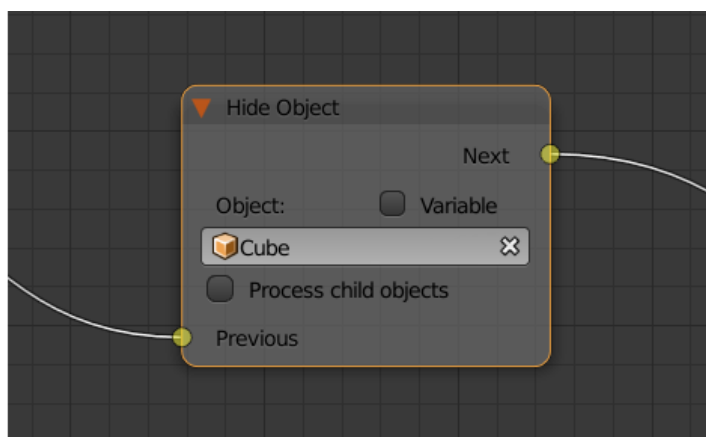 Hide Object
Next
Object: Variable
Cube
Process child objects
Previous